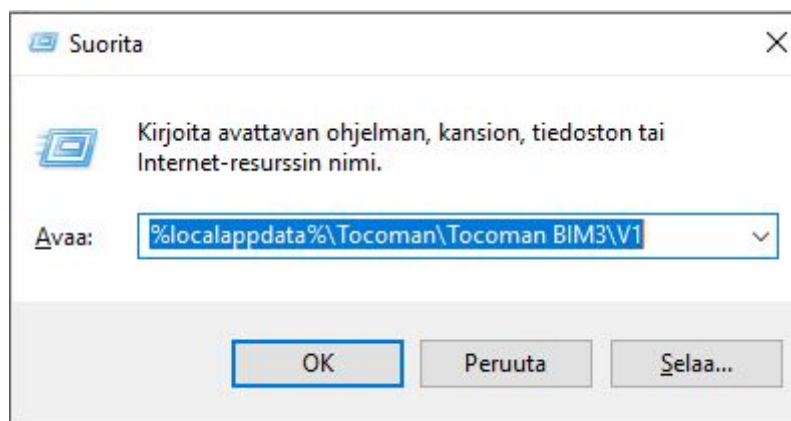 Suorita
Kirjoita avattavan ohjelman, kansion, tiedoston tai
Internet-resurssin nimi.
Avaa: %localappdata%\Tocoman\Tocoman BIM3\V1
OK Peruuta Selaa...